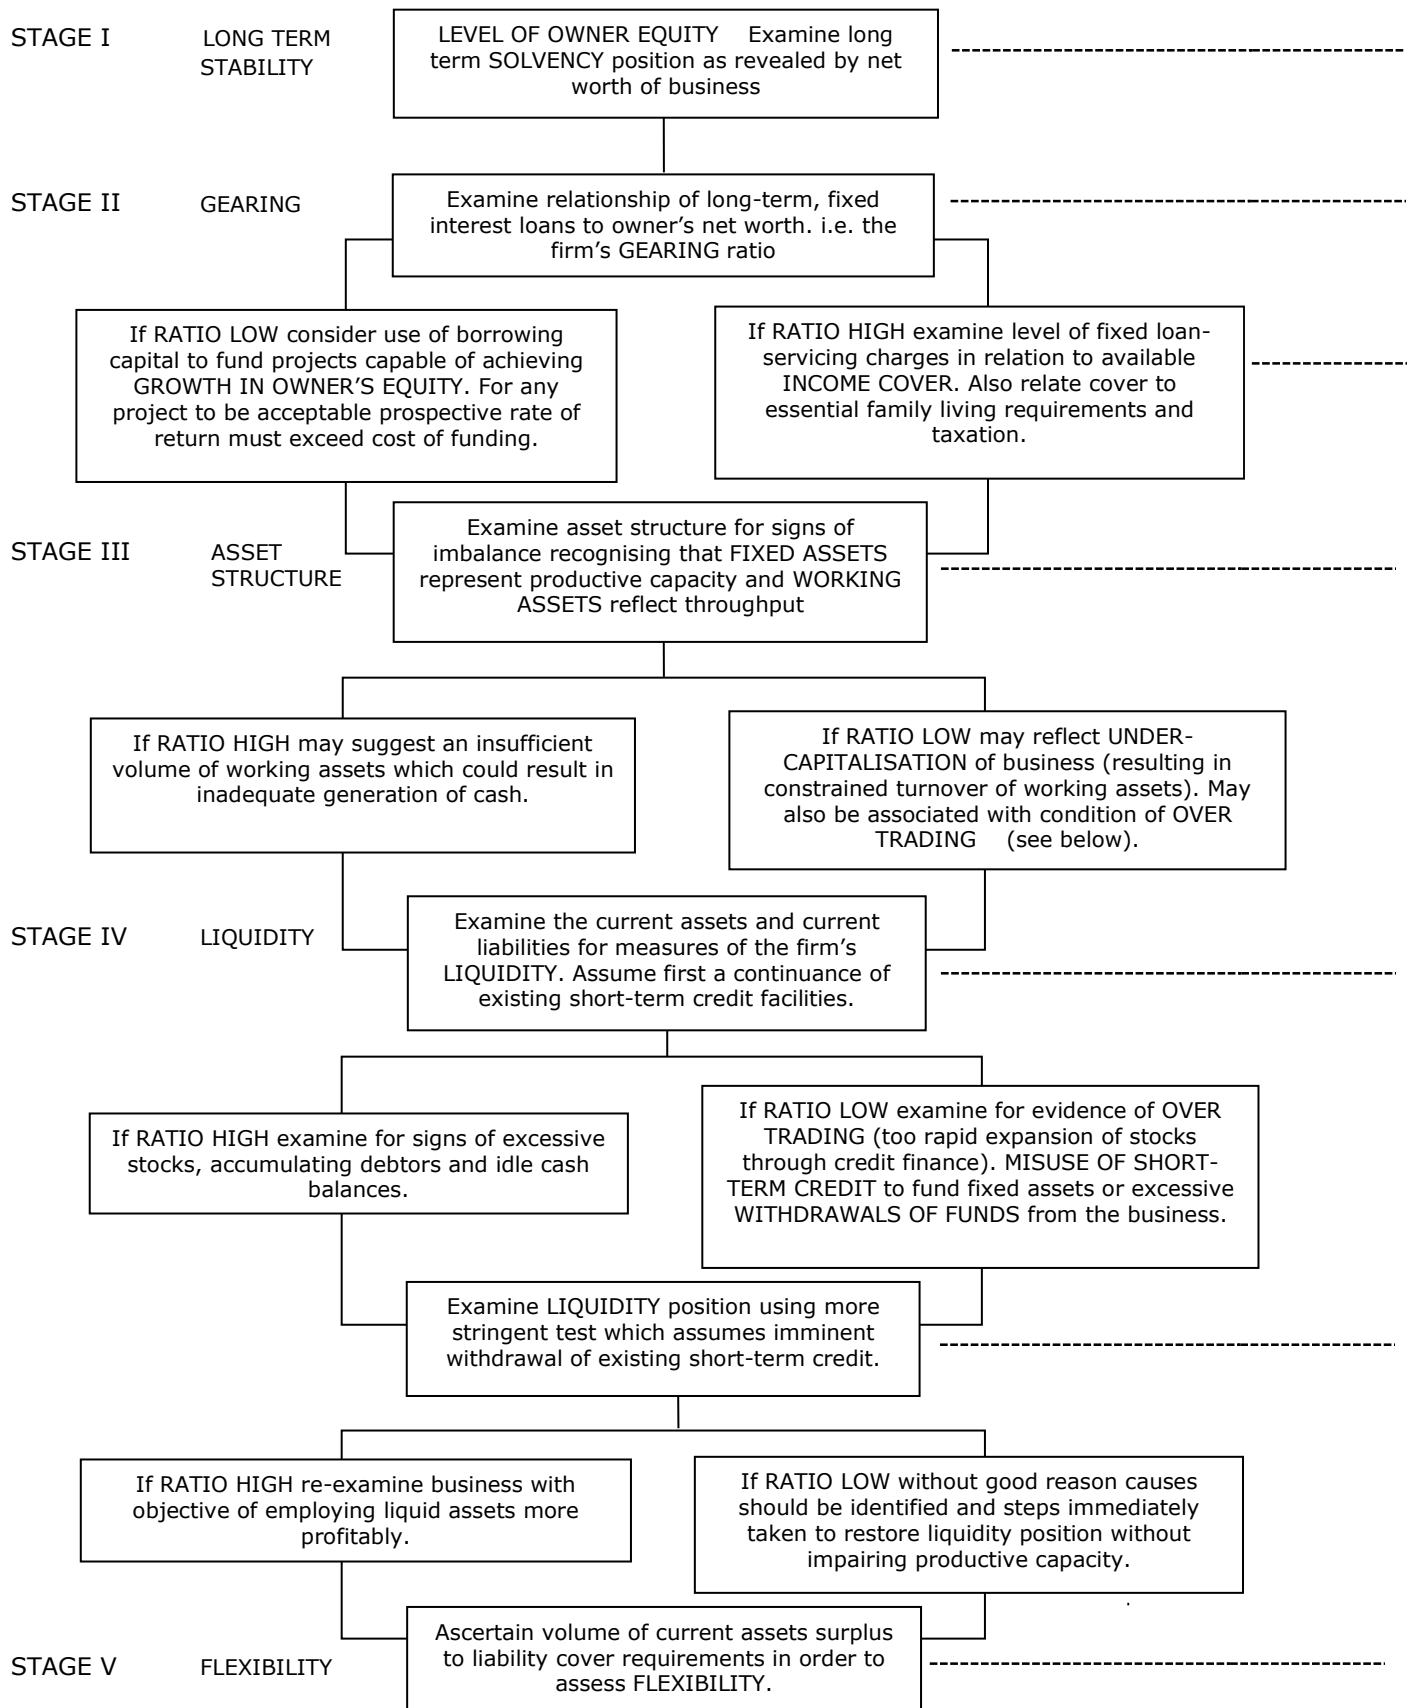 STAGE I
LONG TERM
STABILITY
LEVEL OF OWNER EQUITY Examine long
term SOLVENCY position as revealed by net
worth of business
STAGE II
GEARING
Examine relationship of long-term, fixed
interest loans to owner’s net worth. i.e. the
firm’s GEARING ratio
If RATIO LOW consider use of borrowing
capital to fund projects capable of achieving
GROWTH IN OWNER’S EQUITY. For any
project to be acceptable prospective rate of
return must exceed cost of funding.
If RATIO HIGH examine level of fixed loan-
servicing charges in relation to available
INCOME COVER. Also relate cover to
essential family living requirements and
taxation.
STAGE III
ASSET
STRUCTURE
Examine asset structure for signs of
imbalance recognising that FIXED ASSETS
represent productive capacity and WORKING
ASSETS reflect throughput
If RATIO HIGH may suggest an insufficient
volume of working assets which could result in
inadequate generation of cash.
If RATIO LOW may reflect UNDER-
CAPITALISATION of business (resulting in
constrained turnover of working assets). May
also be associated with condition of OVER
TRADING (see below).
STAGE IV
LIQUIDITY
Examine the current assets and current
liabilities for measures of the firm’s
LIQUIDITY. Assume first a continuance of
existing short-term credit facilities.
If RATIO HIGH examine for signs of excessive
stocks, accumulating debtors and idle cash
balances.
If RATIO LOW examine for evidence of OVER
TRADING (too rapid expansion of stocks
through credit finance). MISUSE OF SHORT-
TERM CREDIT to fund fixed assets or excessive
WITHDRAWALS OF FUNDS from the business.
Examine LIQUIDITY position using more
stringent test which assumes imminent
withdrawal of existing short-term credit.
If RATIO HIGH re-examine business with
objective of employing liquid assets more
profitably.
If RATIO LOW without good reason causes
should be identified and steps immediately
taken to restore liquidity position without
impairing productive capacity.
.
STAGE V
FLEXIBILITY
Ascertain volume of current assets surplus
to liability cover requirements in order to
assess FLEXIBILITY.